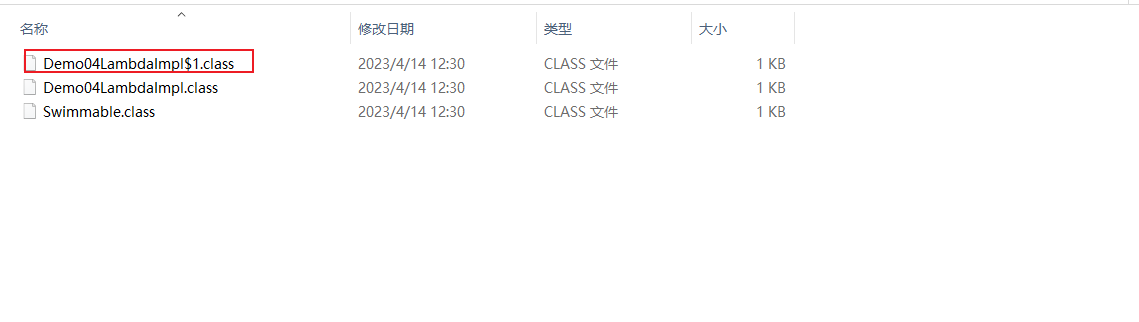 名称 修改日期 类型 大小
Demo04LambdaImpl$1.class 2023/4/14 12:30 CLASS 文件 1 KB
Demo04LambdaImpl.class 2023/4/14 12:30 CLASS 文件 1 KB
Swimmable.class 2023/4/14 12:30 CLASS 文件 1 KB